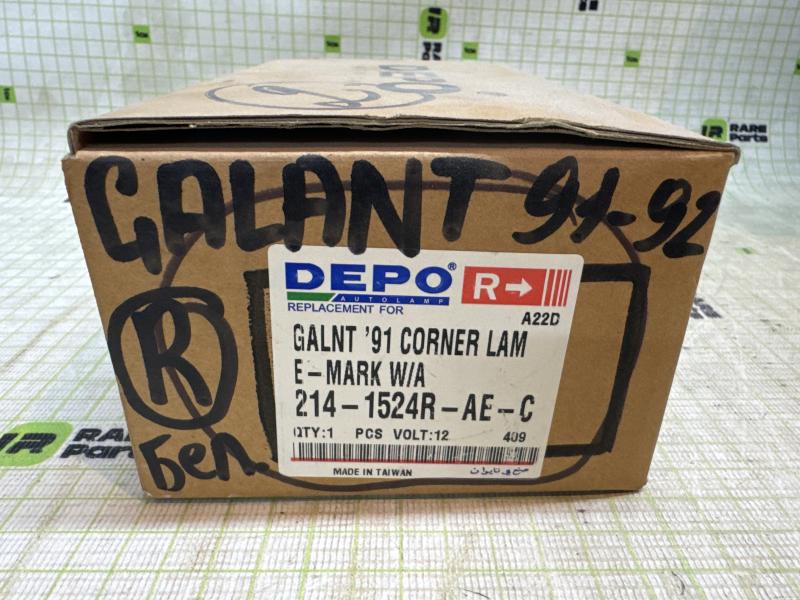 GALANT 91-92
R
Бел.
DEPO® R→
AUTOLAMP
REPLACEMENT FOR
A22D
GALNT '91 CORNER LAM
E-MARK W/A
214-1524R-AE-C
QTY:1 PCS VOLT:12 409
MADE IN TAIWAN
RARE Parts
RARE Parts